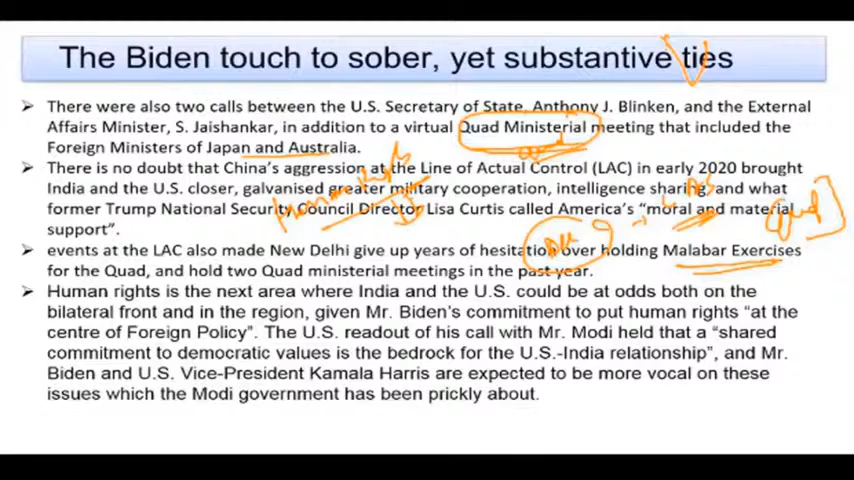 The Biden touch to sober, yet substantive ties
There were also two calls between the U.S. Secretary of State, Anthony J. Blinken, and the External
Affairs Minister, S. Jaishankar, in addition to a virtual Quad Ministerial meeting that included the
Foreign Ministers of Japan and Australia.
There is no doubt that China's aggression at the Line of Actual Control (LAC) in early 2020 brought
India and the U.S. closer, galvanised greater military cooperation, intelligence sharing, and what
former Trump National Security Council Director Lisa Curtis called America's “moral and material
support”.
Human Rights
Quad
events at the LAC also made New Delhi give up years of hesitation over holding Malabar Exercises
for the Quad, and hold two Quad ministerial meetings in the past year.
Human rights is the next area where India and the U.S. could be at odds both on the
bilateral front and in the region, given Mr. Biden's commitment to put human rights “at the
centre of Foreign Policy”. The U.S. readout of his call with Mr. Modi held that a “shared
commitment to democratic values is the bedrock for the U.S.-India relationship”, and Mr.
Biden and U.S. Vice-President Kamala Harris are expected to be more vocal on these
issues which the Modi government has been prickly about.